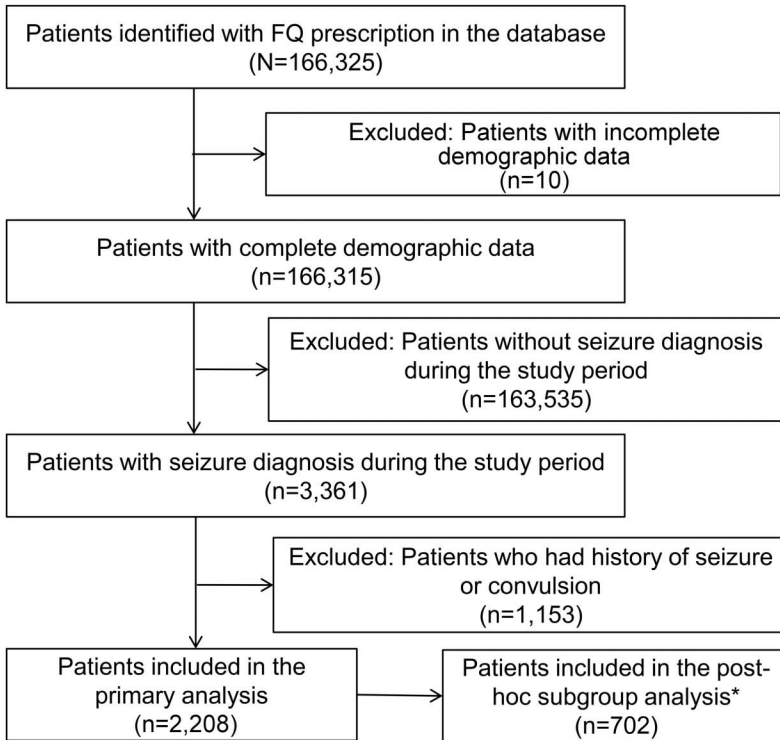 Patients identified with FQ prescription in the database
(N=166,325)
Excluded: Patients with incomplete
demographic data
(n=10)
Patients with complete demographic data
(n=166,315)
Excluded: Patients without seizure diagnosis
during the study period
(n=163,535)
Patients with seizure diagnosis during the study period
(n=3,361)
Excluded: Patients who had history of seizure
or convulsion
(n=1,153)
Patients included in the
primary analysis
(n=2,208)
Patients included in the post-
hoc subgroup analysis*
(n=702)